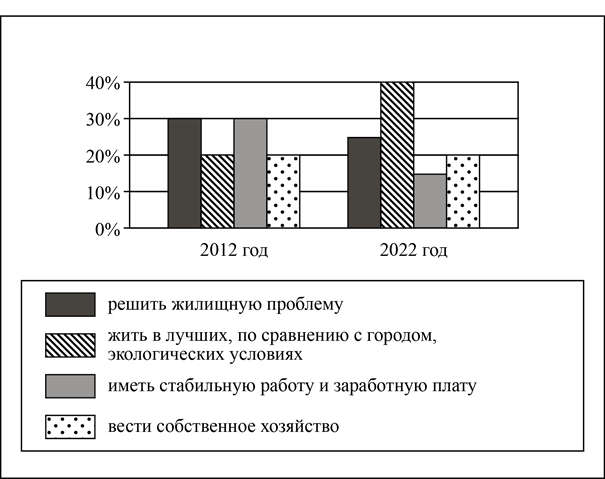 40%
30%
20%
10%
0%
2012 год
2022 год
решить жилищную проблему
жить в лучших, по сравнению с городом,
экологических условиях
иметь стабильную работу и заработную плату
вести собственное хозяйство